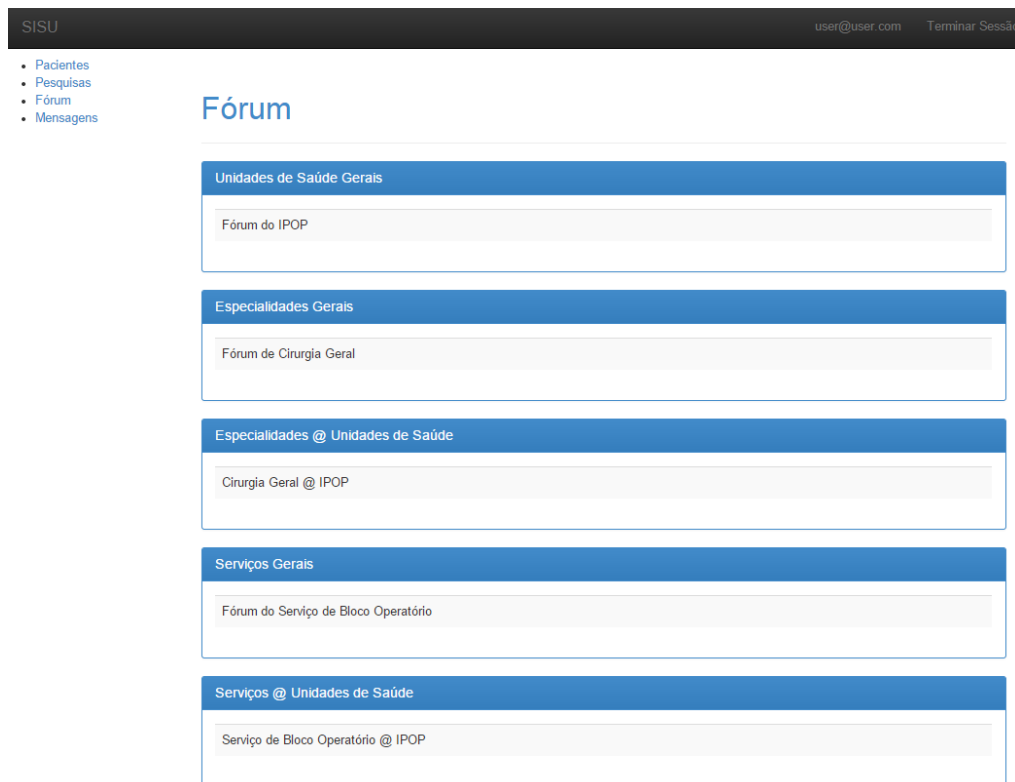 SISU
user@user.com
Terminar Sessão
Pacientes
Pesquisas
Fórum
Mensagens
Fórum
Unidades de Saúde Gerais
Fórum do IPOP
Especialidades Gerais
Fórum de Cirurgia Geral
Especialidades @ Unidades de Saúde
Cirurgia Geral @ IPOP
Serviços Gerais
Fórum do Serviço de Bloco Operatório
Serviços @ Unidades de Saúde
Serviço de Bloco Operatório @ IPOP